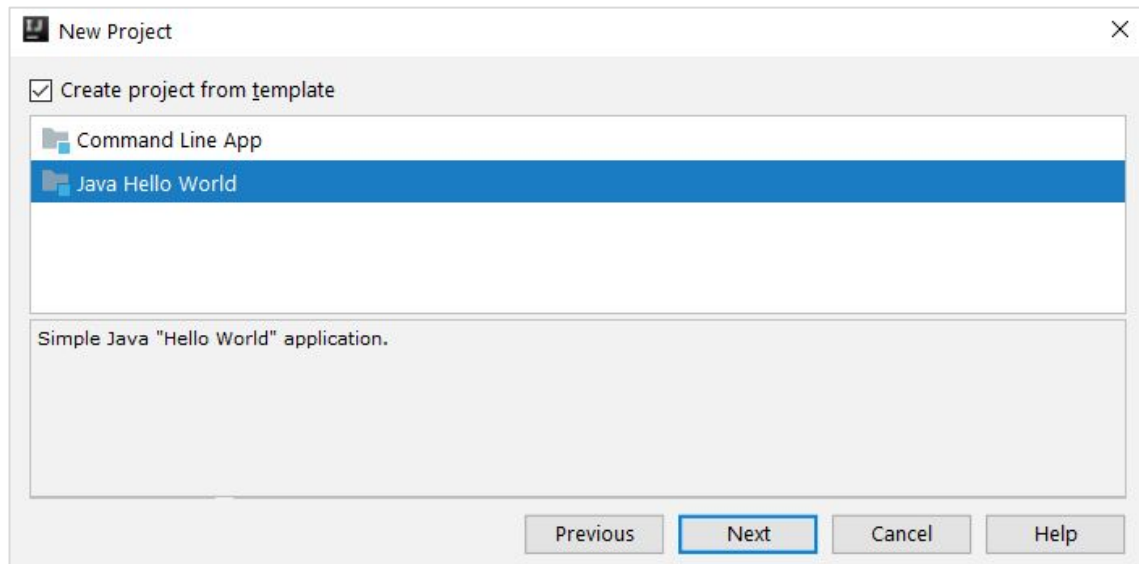 New Project
Create project from template
Command Line App
Java Hello World
Simple Java "Hello World" application.
Previous Next Cancel Help